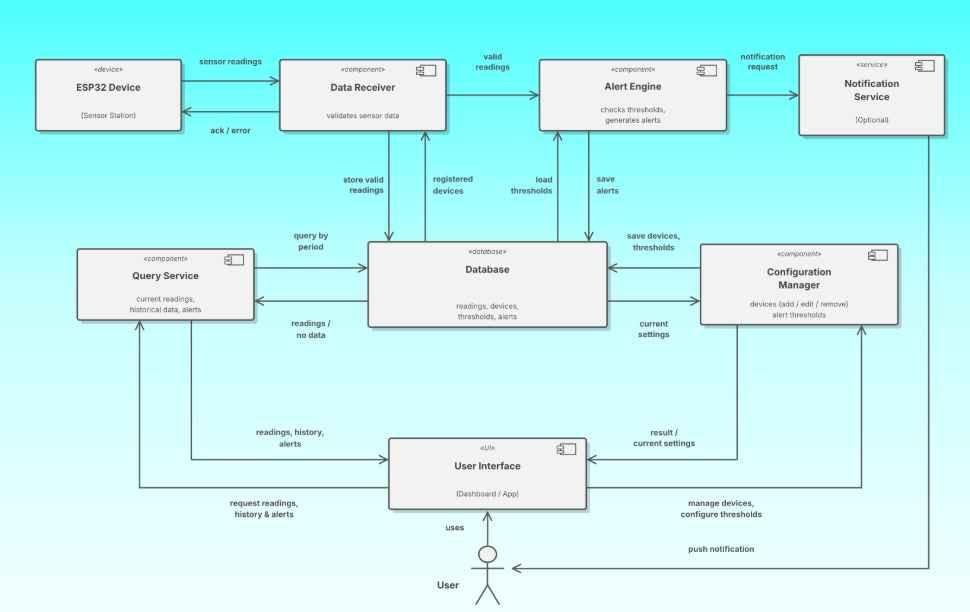 «device»
ESP32 Device
(Sensor Station)
sensor readings
ack / error
«component»
Data Receiver
validates sensor data
valid
readings
«component»
Alert Engine
checks thresholds,
generates alerts
notification
request
«service»
Notification
Service
(Optional)
store valid
readings
registered
devices
load
thresholds
save
alerts
«component»
Query Service
current readings,
historical data, alerts
query by
period
readings /
no data
«database»
Database
readings, devices,
thresholds, alerts
save devices,
thresholds
current
settings
«component»
Configuration
Manager
devices (add / edit / remove)
alert thresholds
readings, history,
alerts
request readings,
history & alerts
«UI»
User Interface
(Dashboard / App)
result /
current settings
manage devices,
configure thresholds
uses
push notification
User